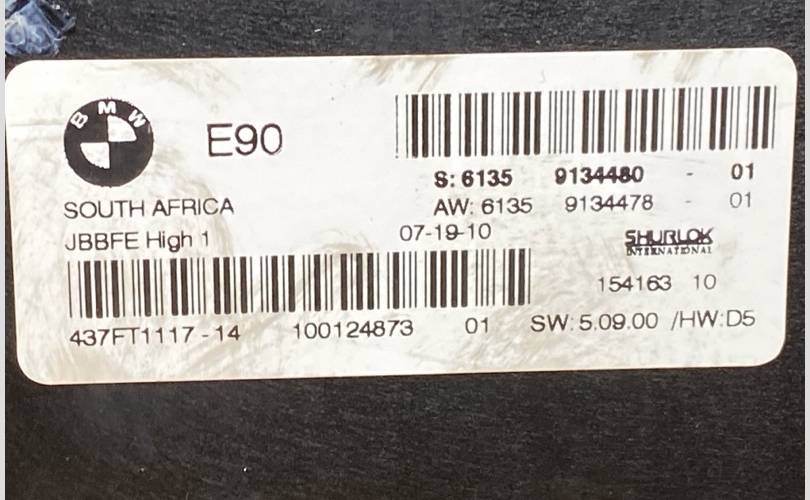 BMW
E90
S: 6135 9134480 - 01
SOUTH AFRICA
AW: 6135 9134478 - 01
JBBFE High 1
07-19-10
SHURLOK
INTERNATIONAL
154163 10
437FT1117-14 100124873 01
SW: 5.09.00 /HW:D5